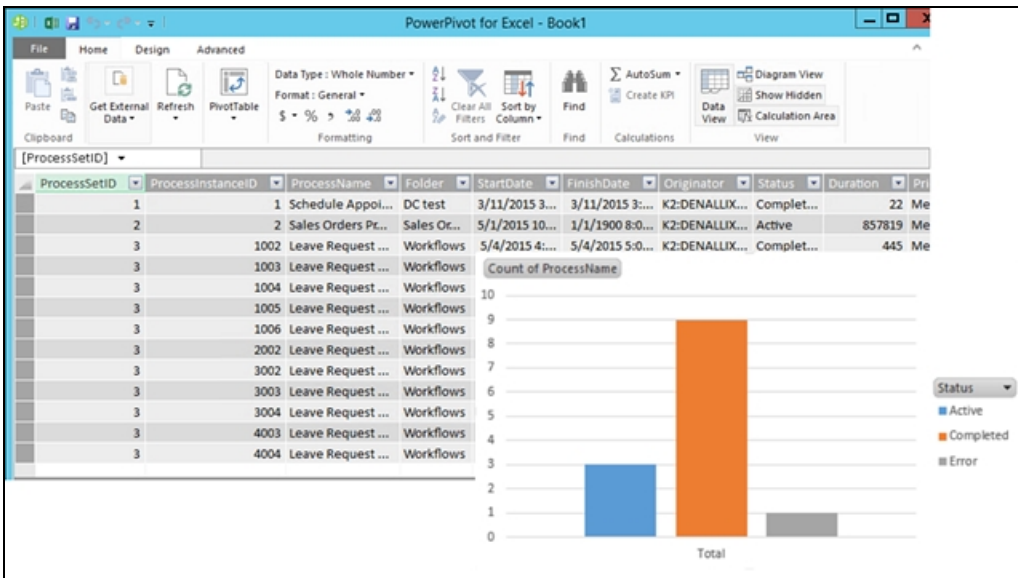 PowerPivot for Excel - Book1
File Home Design Advanced
Paste Get External Data Refresh PivotTable
Data Type : Whole Number
Format : General
$ % ,
Clear All Filters Sort by Column Find
AutoSum
Create KPI
Data View
Diagram View
Show Hidden
Calculation Area
Clipboard Formatting Sort and Filter Find Calculations View
[ProcessSetID]
ProcessSetID ProcessInstanceID ProcessName Folder StartDate FinishDate Originator Status Duration Pri
1 1 Schedule Appoi... DC test 3/11/2015 3... 3/11/2015 3:... K2:DENALLIX... Complet... 22 Me
2 2 Sales Orders Pr... Sales Or... 5/1/2015 10... 1/1/1900 8:0... K2:DENALLIX... Active 857819 Me
3 1002 Leave Request ... Workflows 5/4/2015 4:... 5/4/2015 5:0... K2:DENALLIX... Complet... 445 Me
3 1003 Leave Request ... Workflows
3 1004 Leave Request ... Workflows
3 1005 Leave Request ... Workflows
3 1006 Leave Request ... Workflows
3 2002 Leave Request ... Workflows
3 3002 Leave Request ... Workflows
3 3003 Leave Request ... Workflows
3 3004 Leave Request ... Workflows
3 4003 Leave Request ... Workflows
3 4004 Leave Request ... Workflows
Count of ProcessName
10
9
8
7
6
5
4
3
2
1
0
Total
Status
Active
Completed
Error